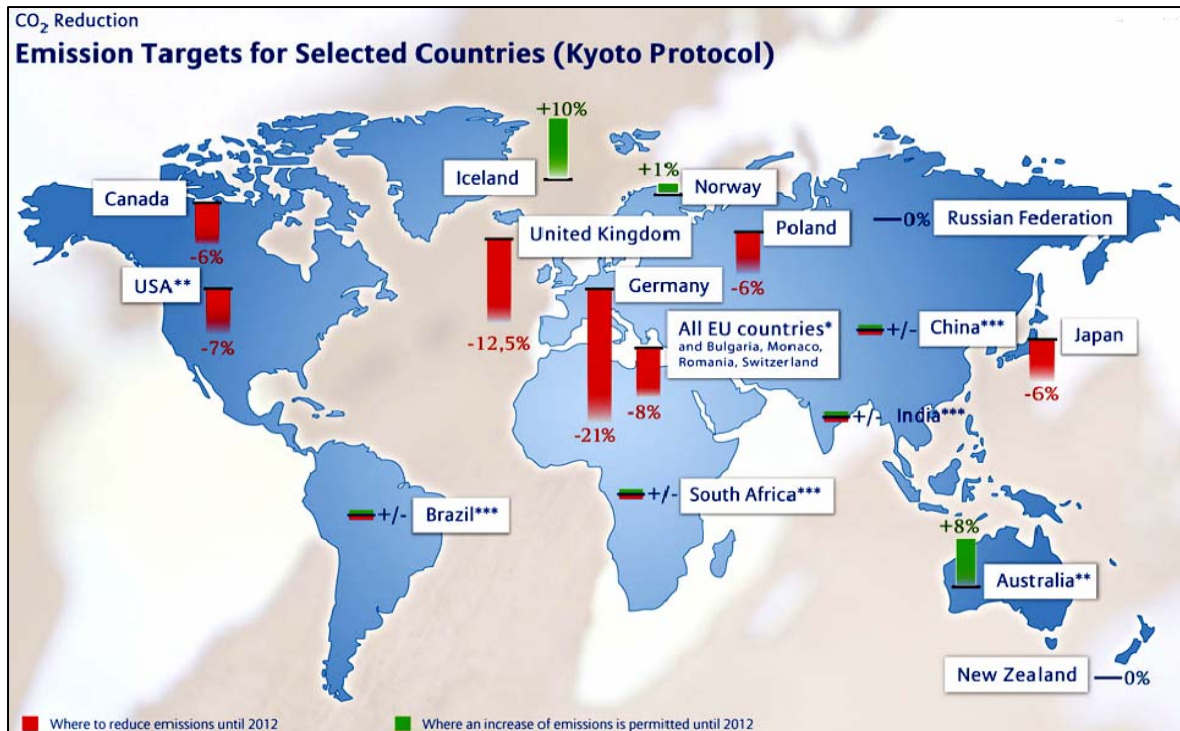 CO₂ Reduction
Emission Targets for Selected Countries (Kyoto Protocol)
+10%
Iceland
+1%
Norway
Canada
-6%
United Kingdom
-12,5%
Poland
-6%
0%
Russian Federation
USA**
-7%
Germany
-21%
All EU countries*
and Bulgaria, Monaco,
Romania, Switzerland
-8%
+/- China***
Japan
-6%
+/- India***
+/- South Africa***
+/- Brazil***
+8%
Australia**
New Zealand
0%
Where to reduce emissions until 2012
Where an increase of emissions is permitted until 2012